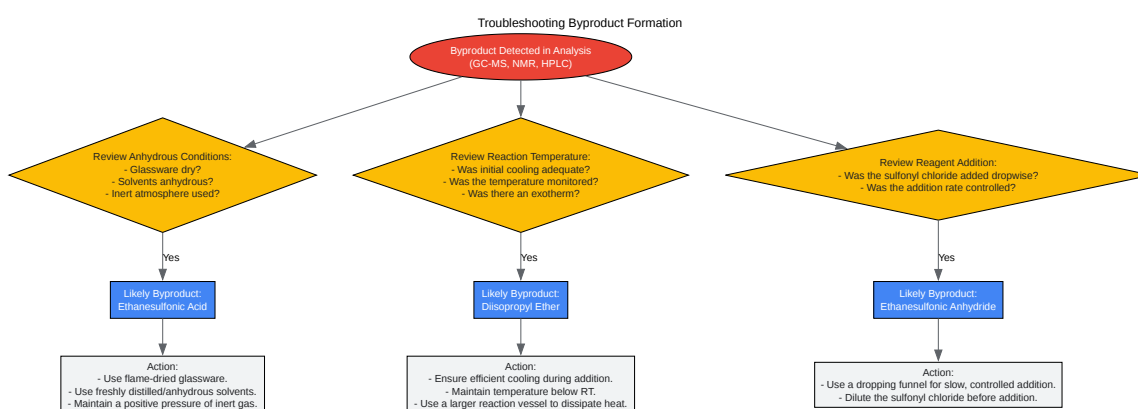 Troubleshooting Byproduct Formation
Byproduct Detected in Analysis
(GC-MS, NMR, HPLC)
Review Anhydrous Conditions:
- Glassware dry?
- Solvents anhydrous?
- Inert atmosphere used?
Review Reaction Temperature:
- Was initial cooling adequate?
- Was the temperature monitored?
- Was there an exotherm?
Review Reagent Addition:
- Was the sulfonyl chloride added dropwise?
- Was the addition rate controlled?
Yes
Yes
Yes
Likely Byproduct:
Ethanesulfonic Acid
Likely Byproduct:
Diisopropyl Ether
Likely Byproduct:
Ethanesulfonic Anhydride
Action:
- Use flame-dried glassware.
- Use freshly distilled/anhydrous solvents.
- Maintain a positive pressure of inert gas.
Action:
- Ensure efficient cooling during addition.
- Maintain temperature below RT.
- Use a larger reaction vessel to dissipate heat.
Action:
- Use a dropping funnel for slow, controlled addition.
- Dilute the sulfonyl chloride before addition.